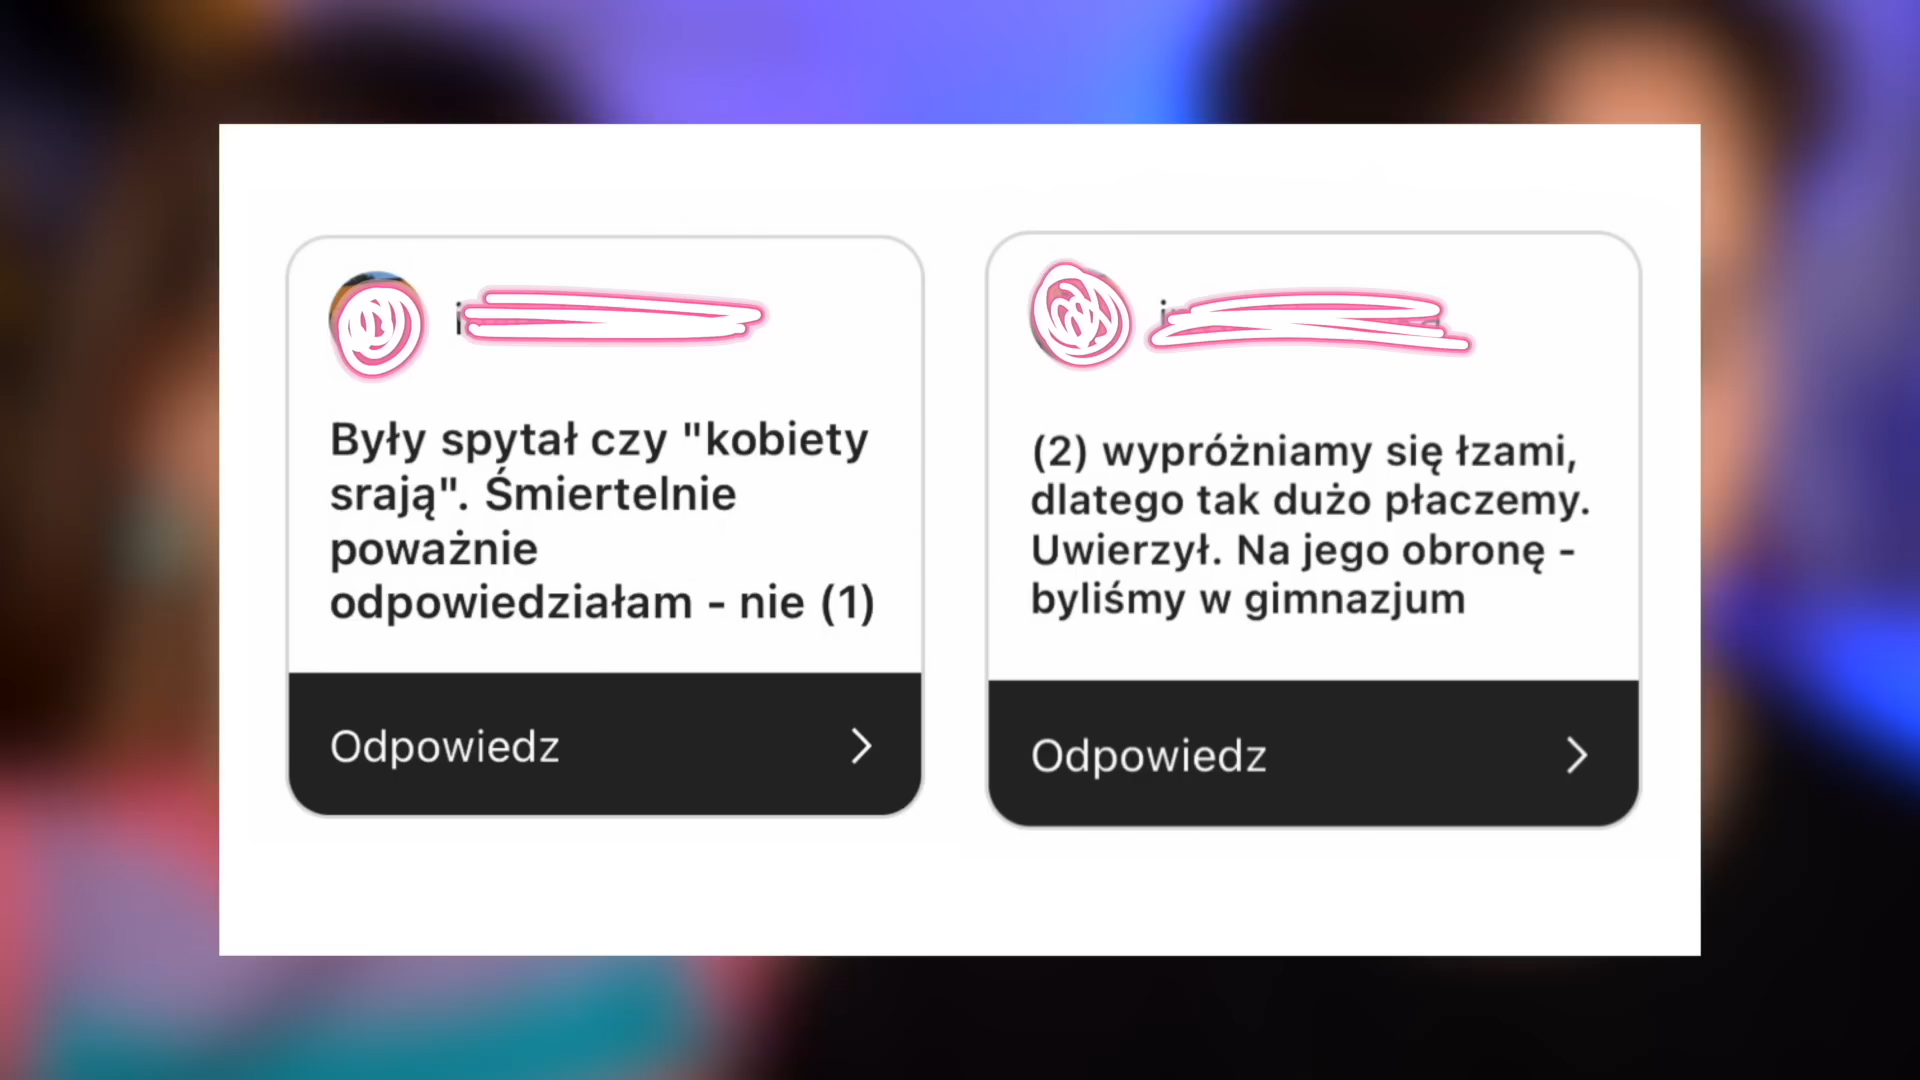 Były spytał czy "kobiety
srają". Śmiertelnie
poważnie
odpowiedziałam - nie (1)
Odpowiedz
(2) wypróżniamy się łzami,
dlatego tak dużo płaczemy.
Uwierzył. Na jego obronę -
byliśmy w gimnazjum
Odpowiedz